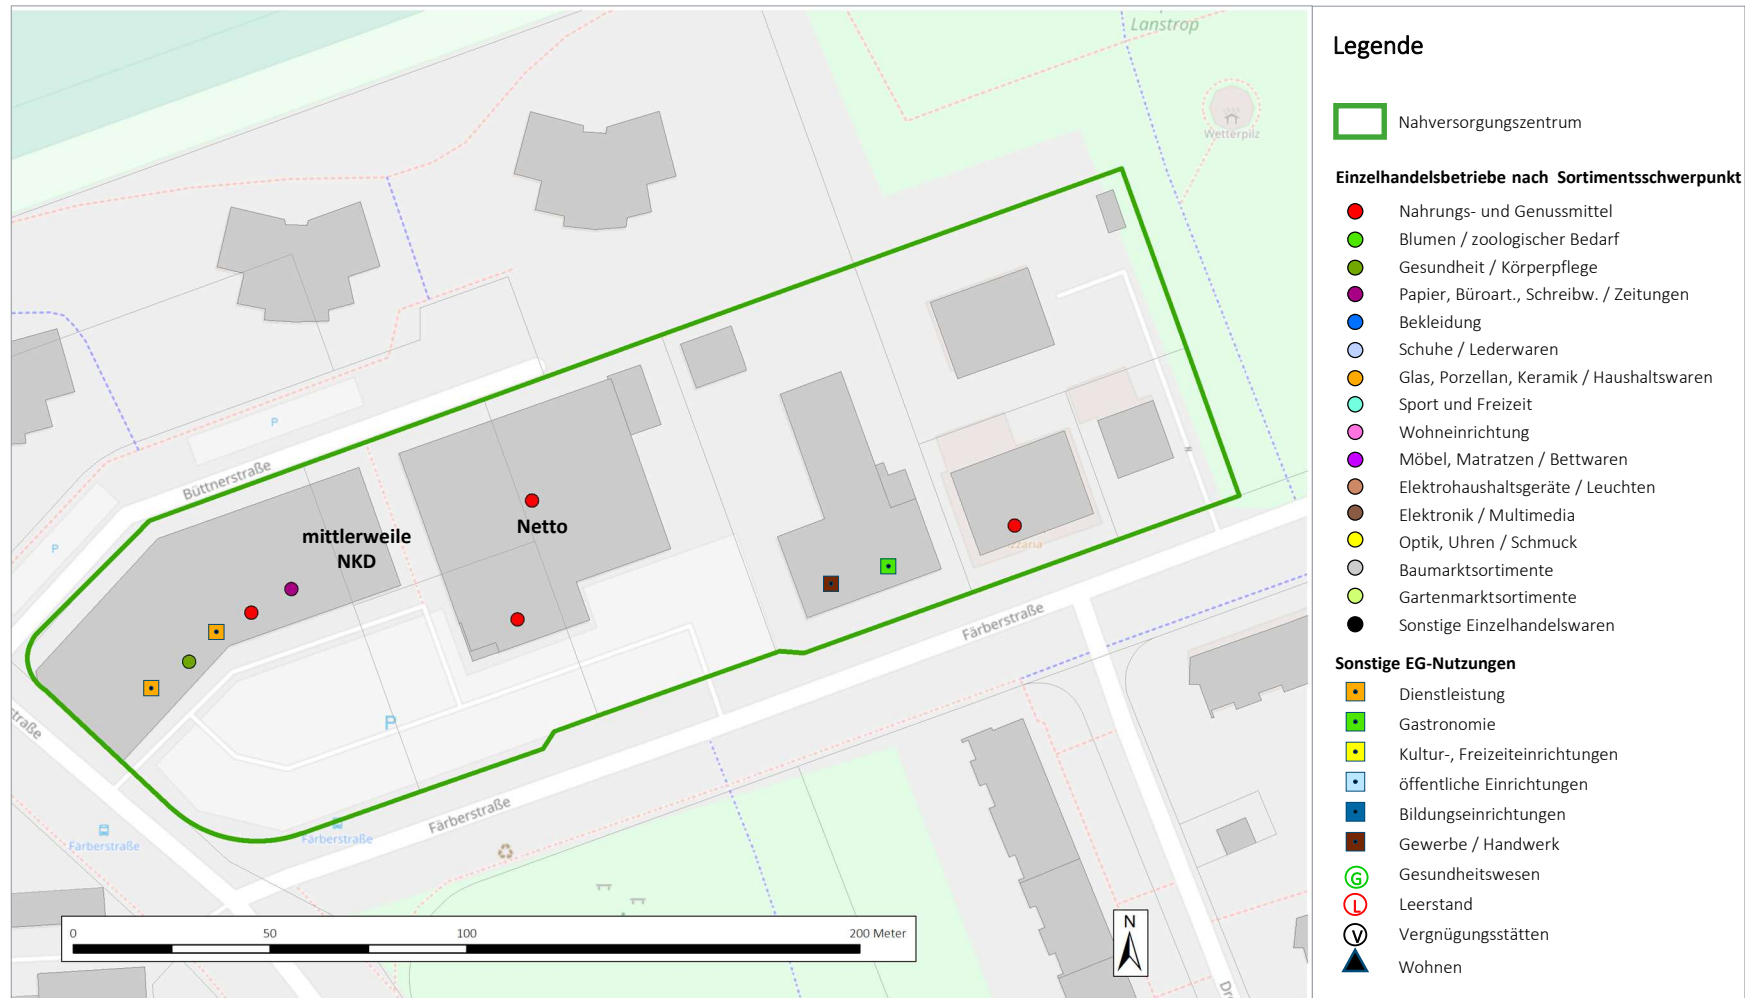 Lanstrop
Wetterpilz
P
Büttnerstraße
P
mittlerweile
NKD
Netto
zzaria
Färberstraße
P
straße
Färberstraße
Färberstraße
Färberstraße
0 50 100 200 Meter
N
Legende
Nahversorgungszentrum
Einzelhandelsbetriebe nach Sortimentsschwerpunkt
Nahrungs- und Genussmittel
Blumen / zoologischer Bedarf
Gesundheit / Körperpflege
Papier, Büroart., Schreibw. / Zeitungen
Bekleidung
Schuhe / Lederwaren
Glas, Porzellan, Keramik / Haushaltswaren
Sport und Freizeit
Wohneinrichtung
Möbel, Matratzen / Bettwaren
Elektrohaushaltsgeräte / Leuchten
Elektronik / Multimedia
Optik, Uhren / Schmuck
Baumarktsortimente
Gartenmarktsortimente
Sonstige Einzelhandelswaren
Sonstige EG-Nutzungen
Dienstleistung
Gastronomie
Kultur-, Freizeiteinrichtungen
öffentliche Einrichtungen
Bildungseinrichtungen
Gewerbe / Handwerk
G Gesundheitswesen
L Leerstand
V Vergnügungsstätten
Wohnen